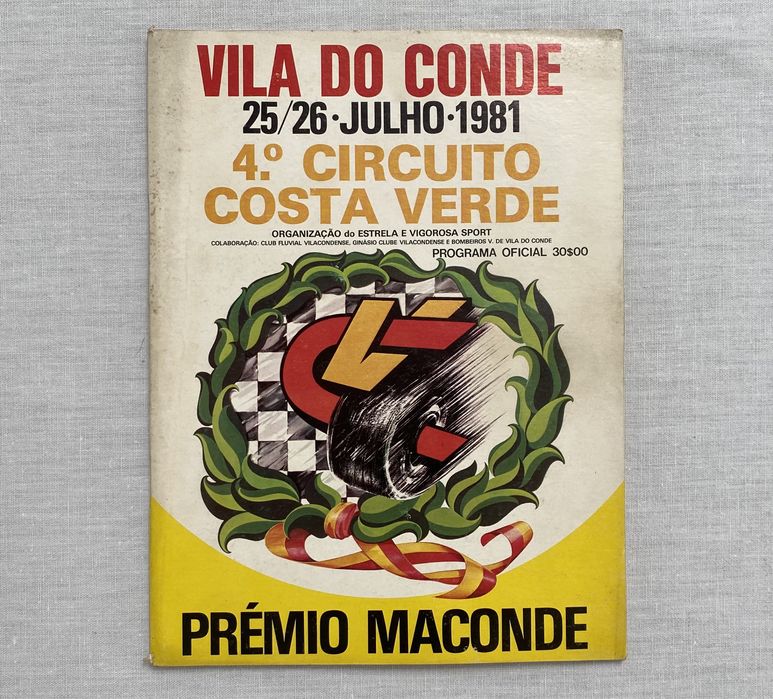 VILA DO CONDE
25/26·JULHO·1981
4.º CIRCUITO
COSTA VERDE
ORGANIZAÇÃO do ESTRELA E VIGOROSA SPORT
COLABORAÇÃO: CLUB FLUVIAL VILACONDENSE, GINÁSIO CLUBE VILACONDENSE E BOMBEIROS V. DE VILA DO CONDE
PROGRAMA OFICIAL 30$00
PRÉMIO MACONDE